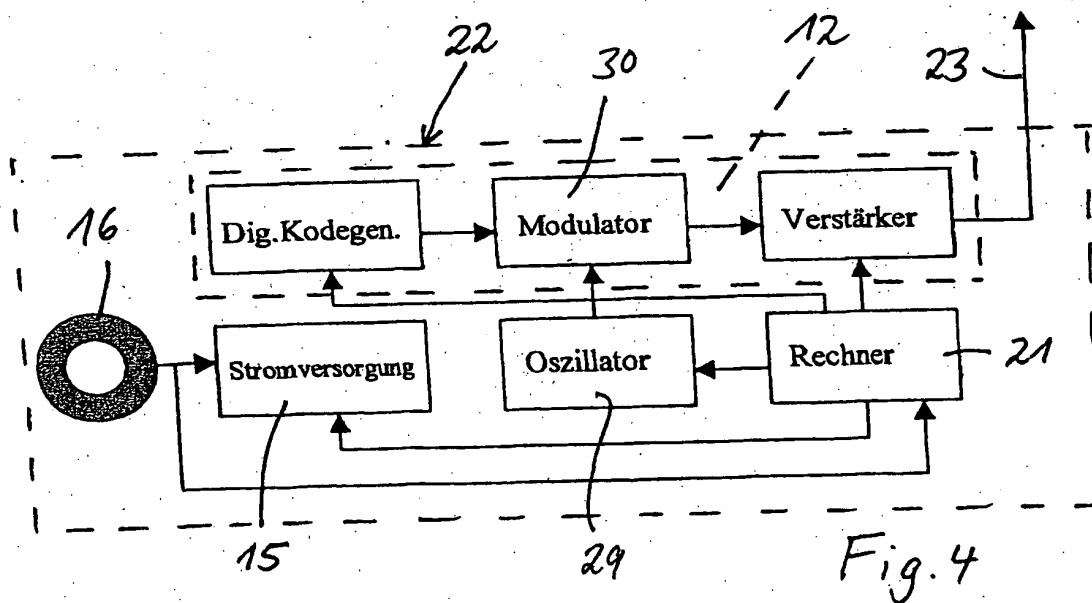 22
30
12
23
16
Dig.Kodegen.
Modulator
Verstärker
Stromversorgung
Oszillator
Rechner
21
15
29
Fig. 4